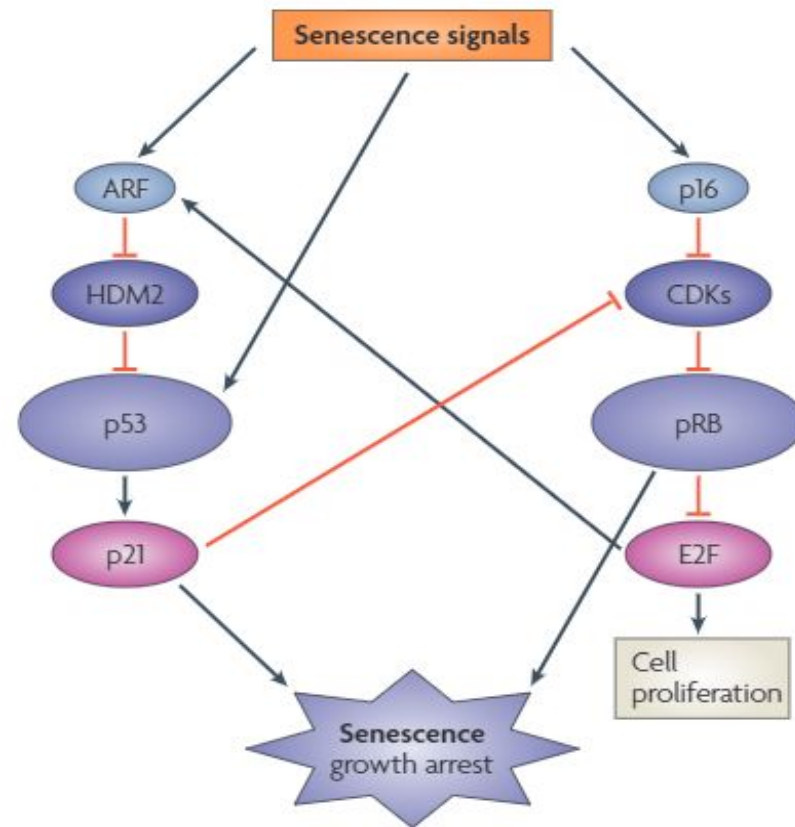 Senescence signals
ARF
p16
HDM2
CDKs
p53
pRB
p21
E2F
Cell
proliferation
Senescence
growth arrest